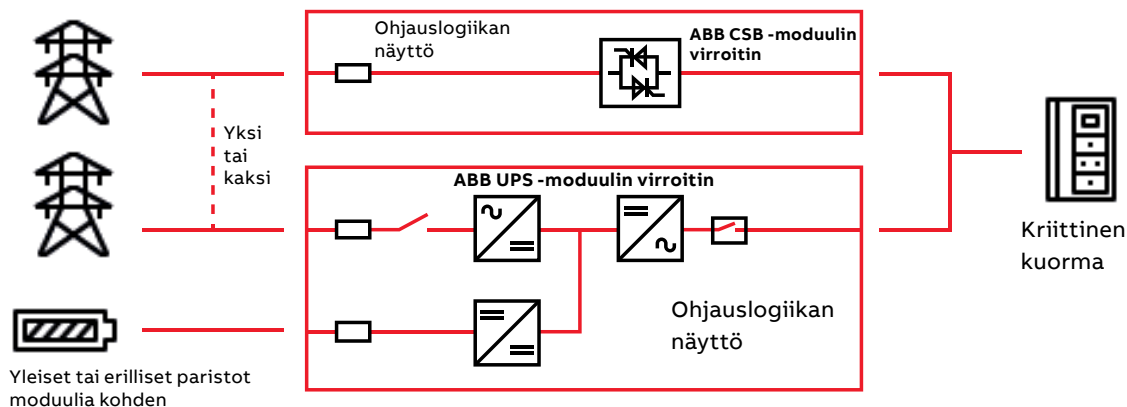 Ohjauslogiikan
näyttö
ABB CSB -moduulin
virroitin
Yksi
tai
kaksi
ABB UPS -moduulin virroitin
Kriittinen
kuorma
Ohjauslogiikan
näyttö
Yleiset tai erilliset paristot
moduulia kohden